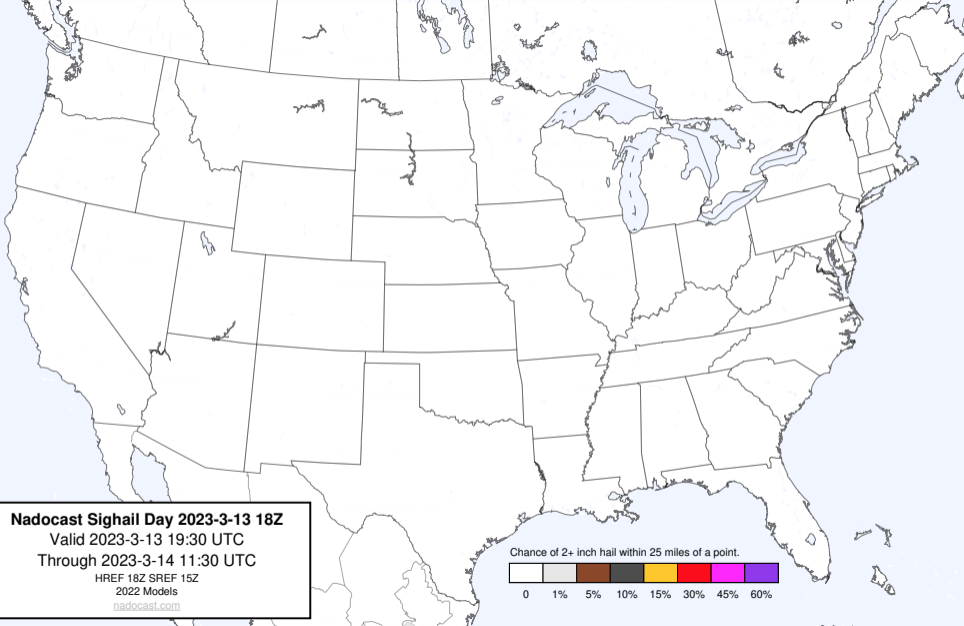 Nadocast Sighail Day 2023-3-13 18Z
Valid 2023-3-13 19:30 UTC
Through 2023-3-14 11:30 UTC
HREF 18Z SREF 15Z
2022 Models
nadocast.com
Chance of 2+ inch hail within 25 miles of a point.
0 1% 5% 10% 15% 30% 45% 60%